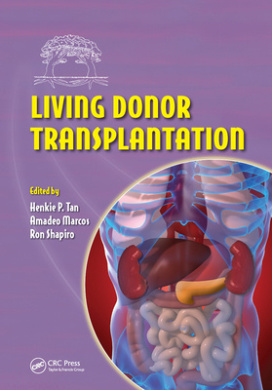 LIVING DONOR
TRANSPLANTATION
Edited by
Henkie P. Tan
Amadeo Marcos
Ron Shapiro
CRC Press
Taylor & Francis Group